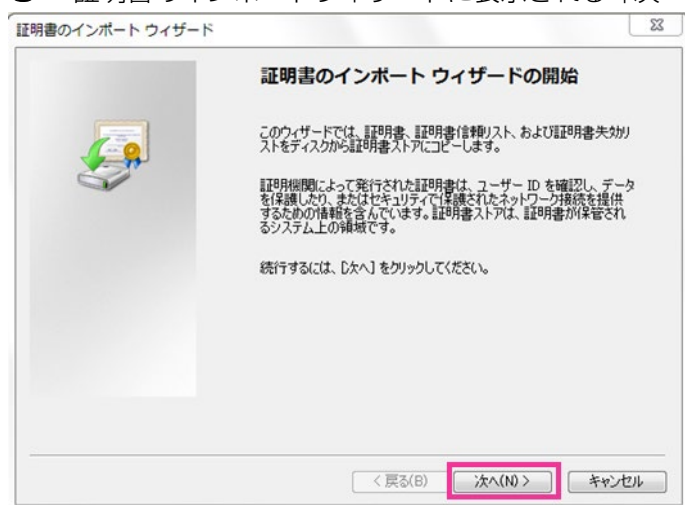 証明書のインポート ウィザード
証明書のインポート ウィザードの開始
このウィザードでは、証明書、証明書信頼リスト、および証明書失効リ
ストをディスクから証明書ストアにコピーします。
証明機関によって発行された証明書は、ユーザー ID を確認し、データ
を保護したり、またはセキュリティで保護されたネットワーク接続を提供
するための情報を含んでいます。証明書ストアは、証明書が保管され
るシステム上の領域です。
続行するには、[次へ] をクリックしてください。
< 戻る(B) 次へ(N) > キャンセル